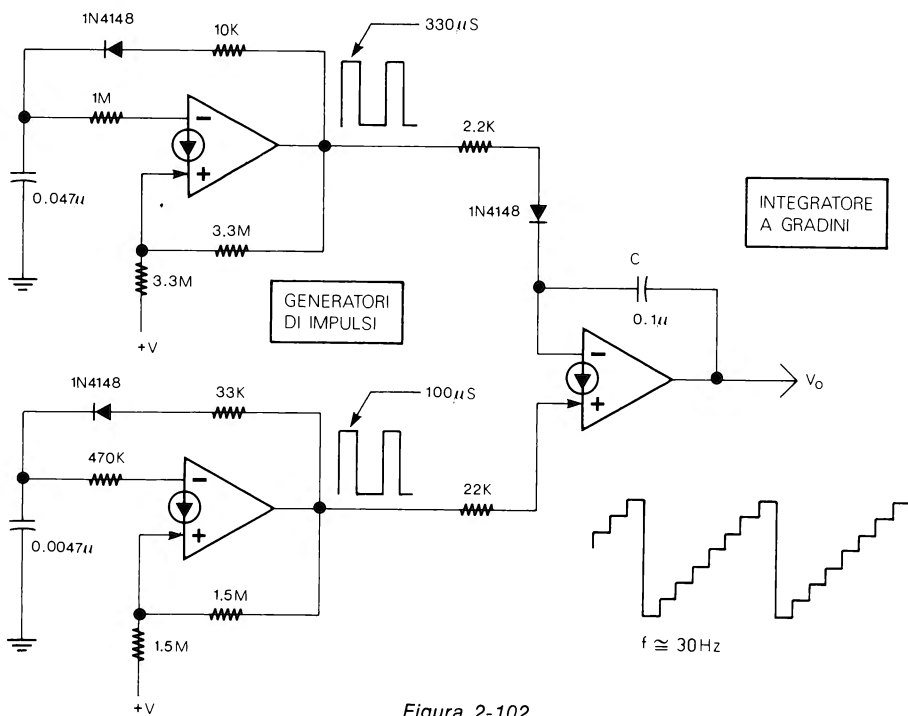 1N4148
10K
330µS
1M
−
+
0.047µ
3.3M
3.3M
+V
2.2K
1N4148
INTEGRATORE
A GRADINI
GENERATORI
DI IMPULSI
C
0.1µ
−
+
Vo
1N4148
33K
100µS
470K
−
+
0.0047µ
1.5M
1.5M
+V
22K
f ≅ 30Hz
Figura 2-102